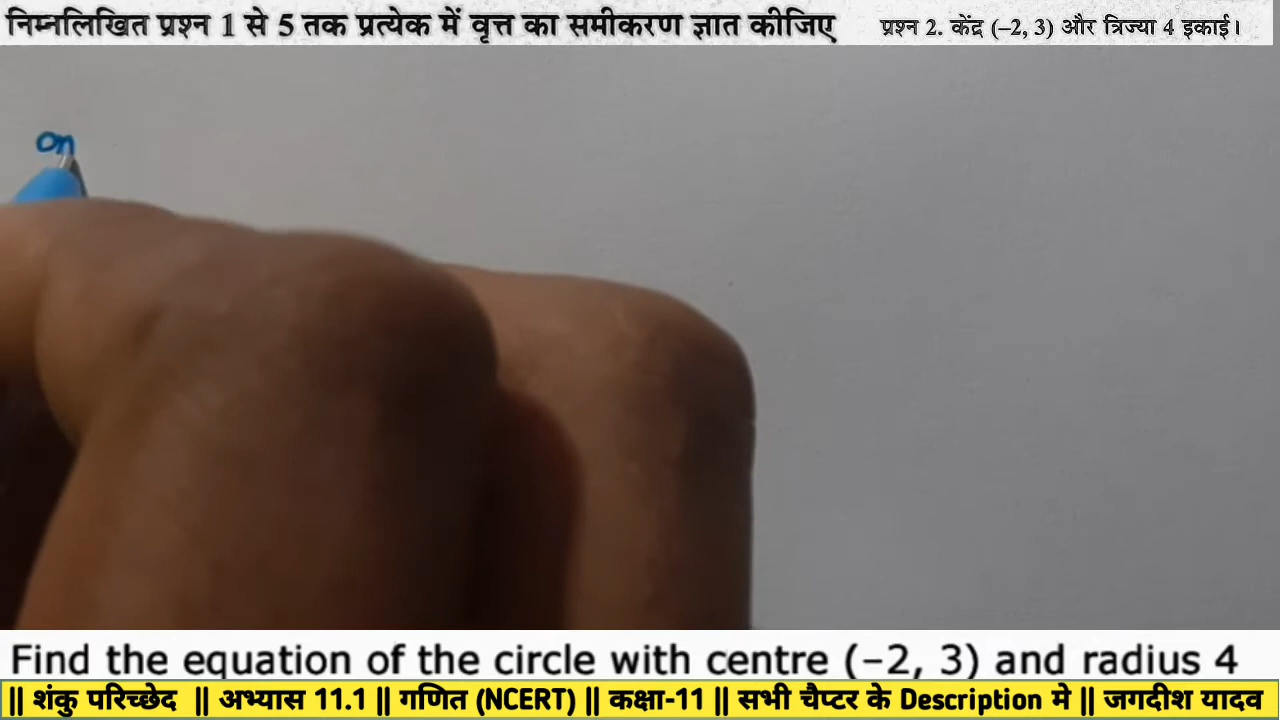 निम्नलिखित प्रश्न 1 से 5 तक प्रत्येक में वृत्त का समीकरण ज्ञात कीजिए प्रश्न 2. केंद्र (–2, 3) और त्रिज्या 4 इकाई।
Find the equation of the circle with centre (−2, 3) and radius 4
|| शंकु परिच्छेद || अभ्यास 11.1 || गणित (NCERT) || कक्षा-11 || सभी चैप्टर के Description मे || जगदीश यादव